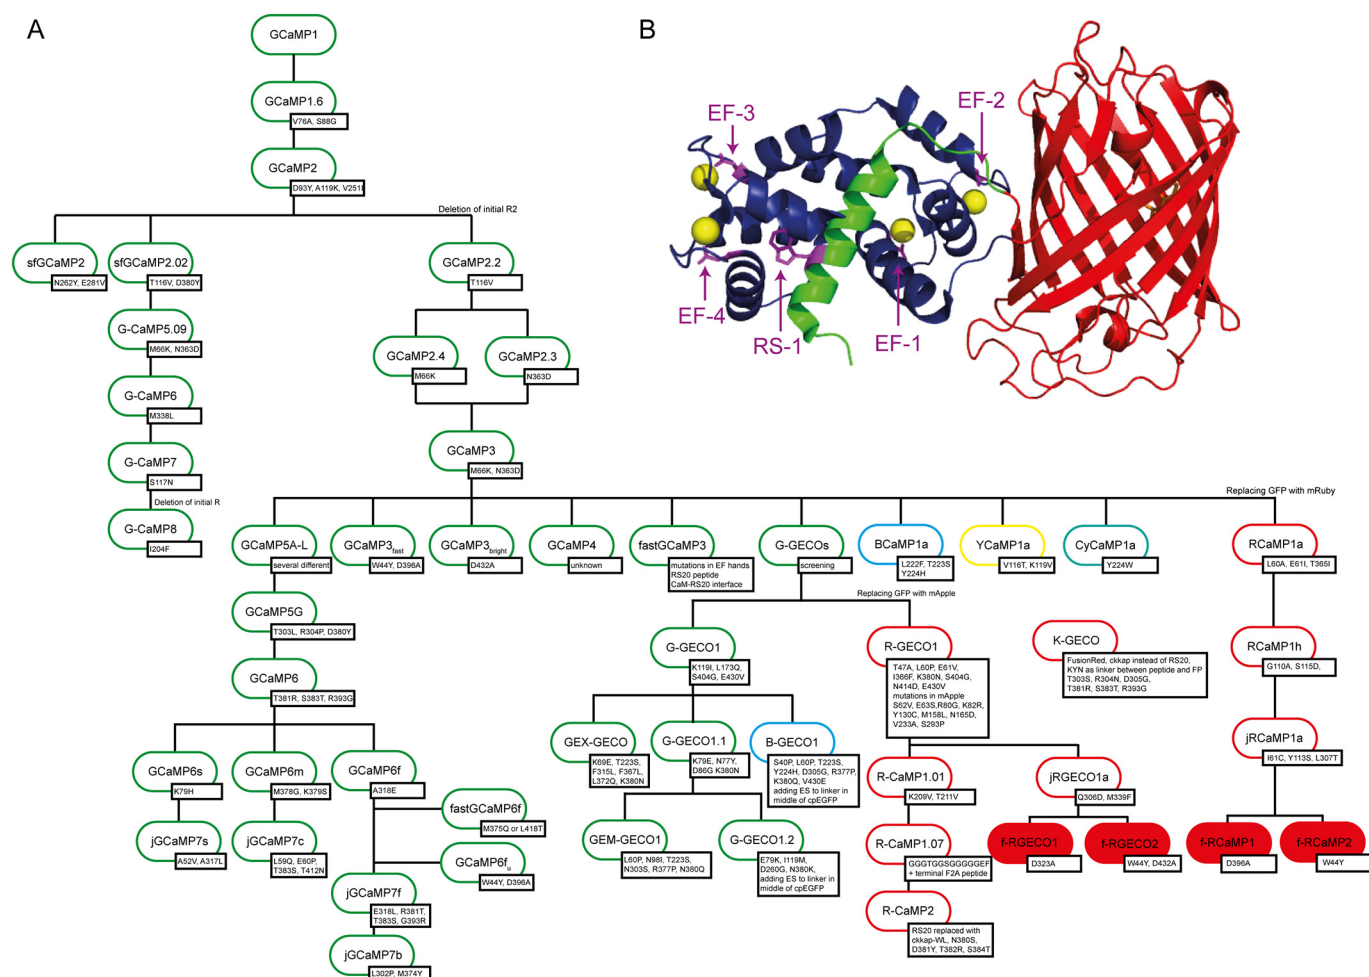 A
B
GCaMP1
GCaMP1.6
V76A, S88G
GCaMP2
D93Y, A119K, V251I
Deletion of initial R2
sfGCaMP2
N262Y, E281V
sfGCaMP2.02
T116V, D380Y
GCaMP2.2
T116V
G-CaMP5.09
M66K, N363D
GCaMP2.4
M66K
GCaMP2.3
N363D
G-CaMP6
M338L
G-CaMP7
S117N
Deletion of initial R
G-CaMP8
I204F
GCaMP3
M66K, N363D
Replacing GFP with mRuby
GCaMP5A-L
several different
GCaMP3fast
W44Y, D396A
GCaMP3bright
D432A
GCaMP4
unknown
fastGCaMP3
mutations in EF hands
RS20 peptide
CaM-RS20 interface
G-GECOs
screening
BCaMP1a
L222F, T223S
Y224H
YCaMP1a
V116T, K119V
CyCaMP1a
Y224W
RCaMP1a
L60A, E61I, T365I
Replacing GFP with mApple
GCaMP5G
T303L, R304P, D380Y
GCaMP6
T381R, S383T, R393G
G-GECO1
K119I, L173Q,
S404G, E430V
R-GECO1
T47A, L60P, E61V,
I366F, K380N, S404G,
N414D, E430V
mutations in mApple
S62V, E63S,R80G, K82R,
Y130C, M158L, N165D,
V233A, S293P
K-GECO
FusionRed, ckkap instead of RS20,
KYN as linker between peptide and FP
T303S, R304N, D305G
T381R, S383T, R393G
RCaMP1h
G110A, S115D,
GCaMP6s
K79H
GCaMP6m
M378G, K379S
GCaMP6f
A318E
GEX-GECO
K69E, T223S,
F315L, F367L,
L372Q, K380N
G-GECO1.1
K79E, N77Y,
D86G K380N
B-GECO1
S40P, L60P, T223S,
Y224H, D305G, R377P,
K380Q, V430E
adding ES to linker in
middle of cpEGFP
R-CaMP1.01
K209V, T211V
jRGECO1a
Q306D, M339F
jRCaMP1a
I61C, Y113S, L307T
fastGCaMP6f
M375Q or L418T
jGCaMP7s
A52V, A317L
jGCaMP7c
L59Q, E60P,
T383S, T412N
GCaMP6fu
W44Y, D396A
GEM-GECO1
L60P, N98I, T223S,
N303S, R377P, N380Q
G-GECO1.2
E79K, I119M,
D260G, N380K,
adding ES to linker in
middle of cpEGFP
R-CaMP1.07
GGGTGGSGGGGGEF
+ terminal F2A peptide
f-RGECO1
D323A
f-RGECO2
W44Y, D432A
f-RCaMP1
D396A
f-RCaMP2
W44Y
jGCaMP7f
E318L, R381T,
T383S, G393R
R-CaMP2
RS20 replaced with
ckkap-WL, N380S,
D381Y, T382R, S384T
jGCaMP7b
L302P, M374Y
EF-3
EF-2
EF-4
RS-1
EF-1